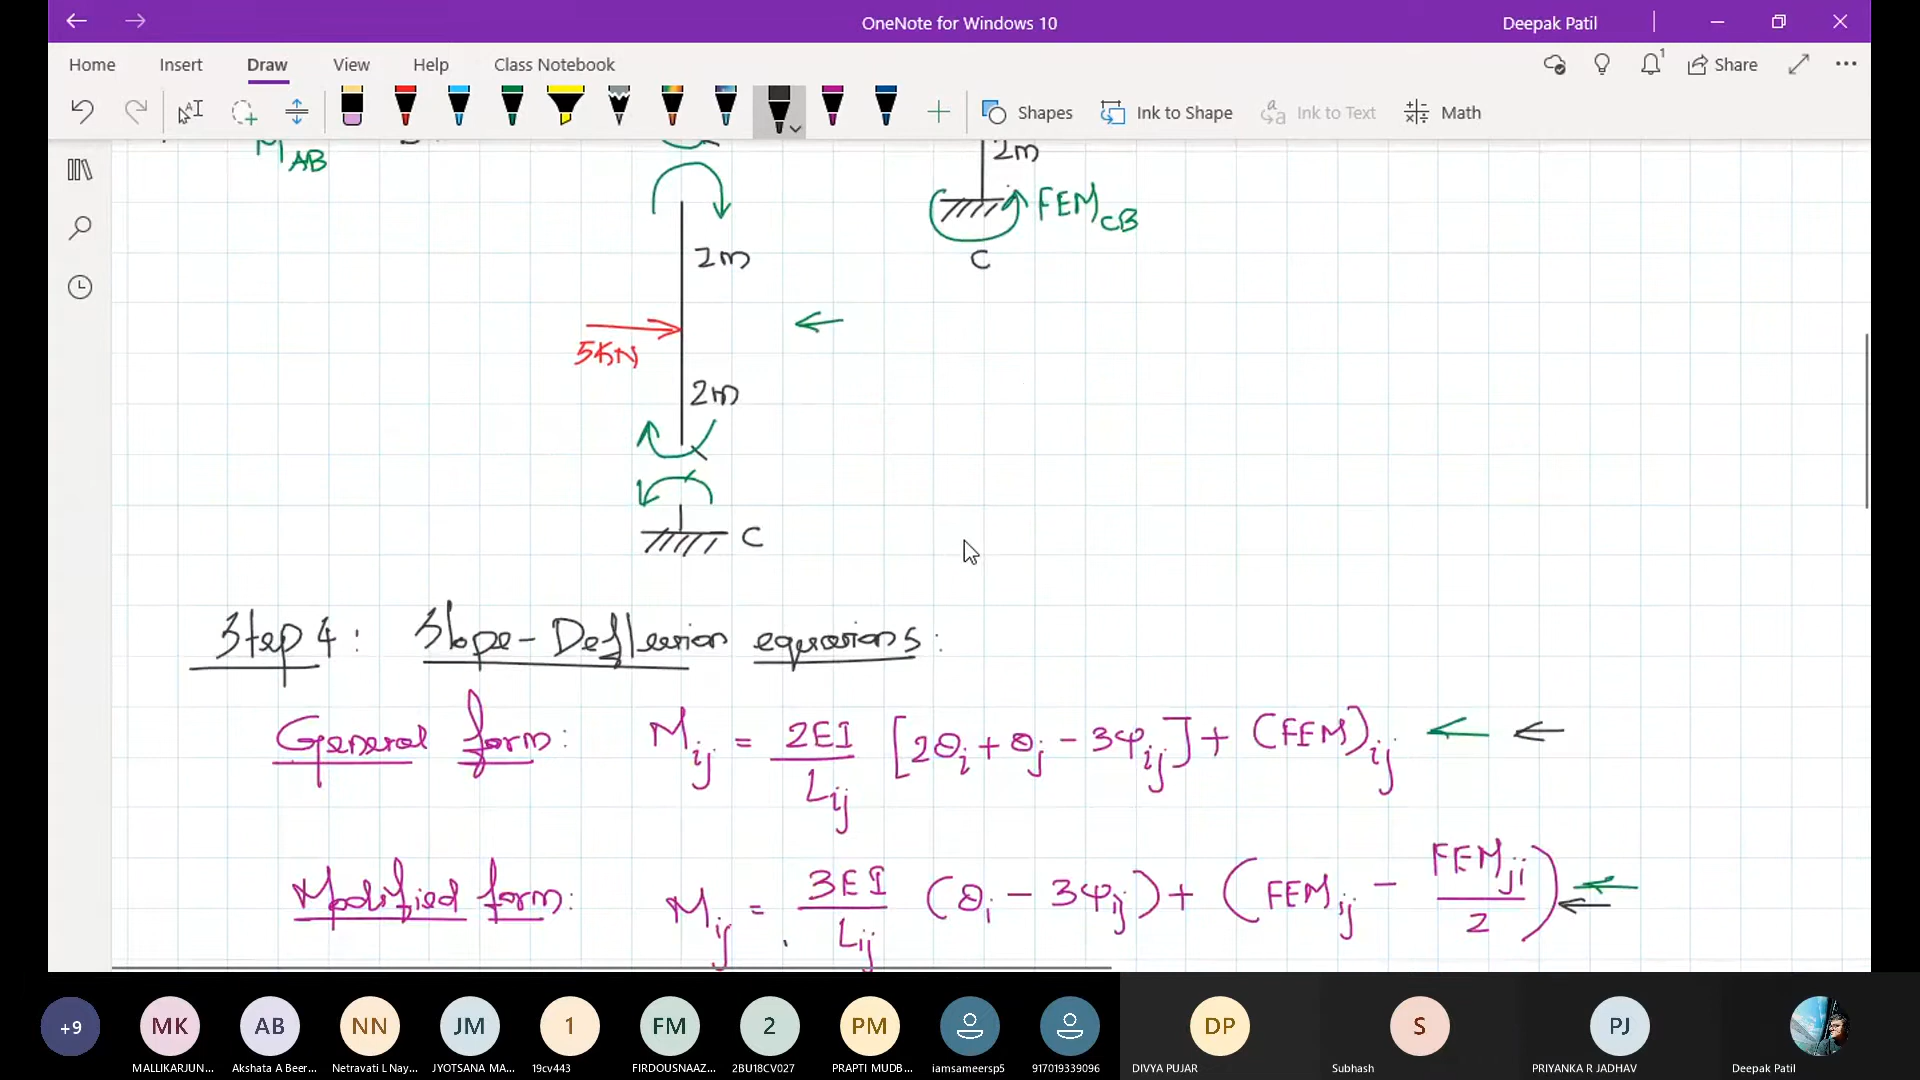 OneNote for Windows 10
Deepak Patil
Home Insert Draw View Help Class Notebook
Share
Shapes Ink to Shape Ink to Text Math
M AB
2m
FEM CB
C
2m
5KN
2m
C
Step 4: Slope-Deflection equations:
General form: Mij = 2EI/Lij [2θi + θj - 3φij] + (FEM)ij
Modified form: Mij = 3EI/Lij (θi - 3φij) + (FEMij - FEMji/2)
+9 MK AB NN JM 1 FM 2 PM DP S PJ
MALLIKARJUN... Akshata A Beer... Netravati L Nay... JYOTSANA MA... 19cv443 FIRDOUSNAAZ... 2BU18CV027 PRAPTI MUDB... iamsameersp5 917019339096 DIVYA PUJAR Subhash PRIYANKA R JADHAV Deepak Patil